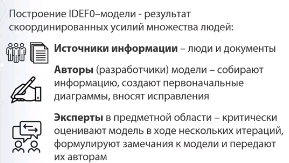 Построение IDEF0–модели - результат
скоординированных усилий множества людей:
Источники информации – люди и документы
Авторы (разработчики) модели – собирают
информацию, создают первоначальные
диаграммы, вносят исправления
Эксперты в предметной области – критически
оценивают модель в ходе нескольких итераций,
формулируют замечания к модели и передают
их авторам